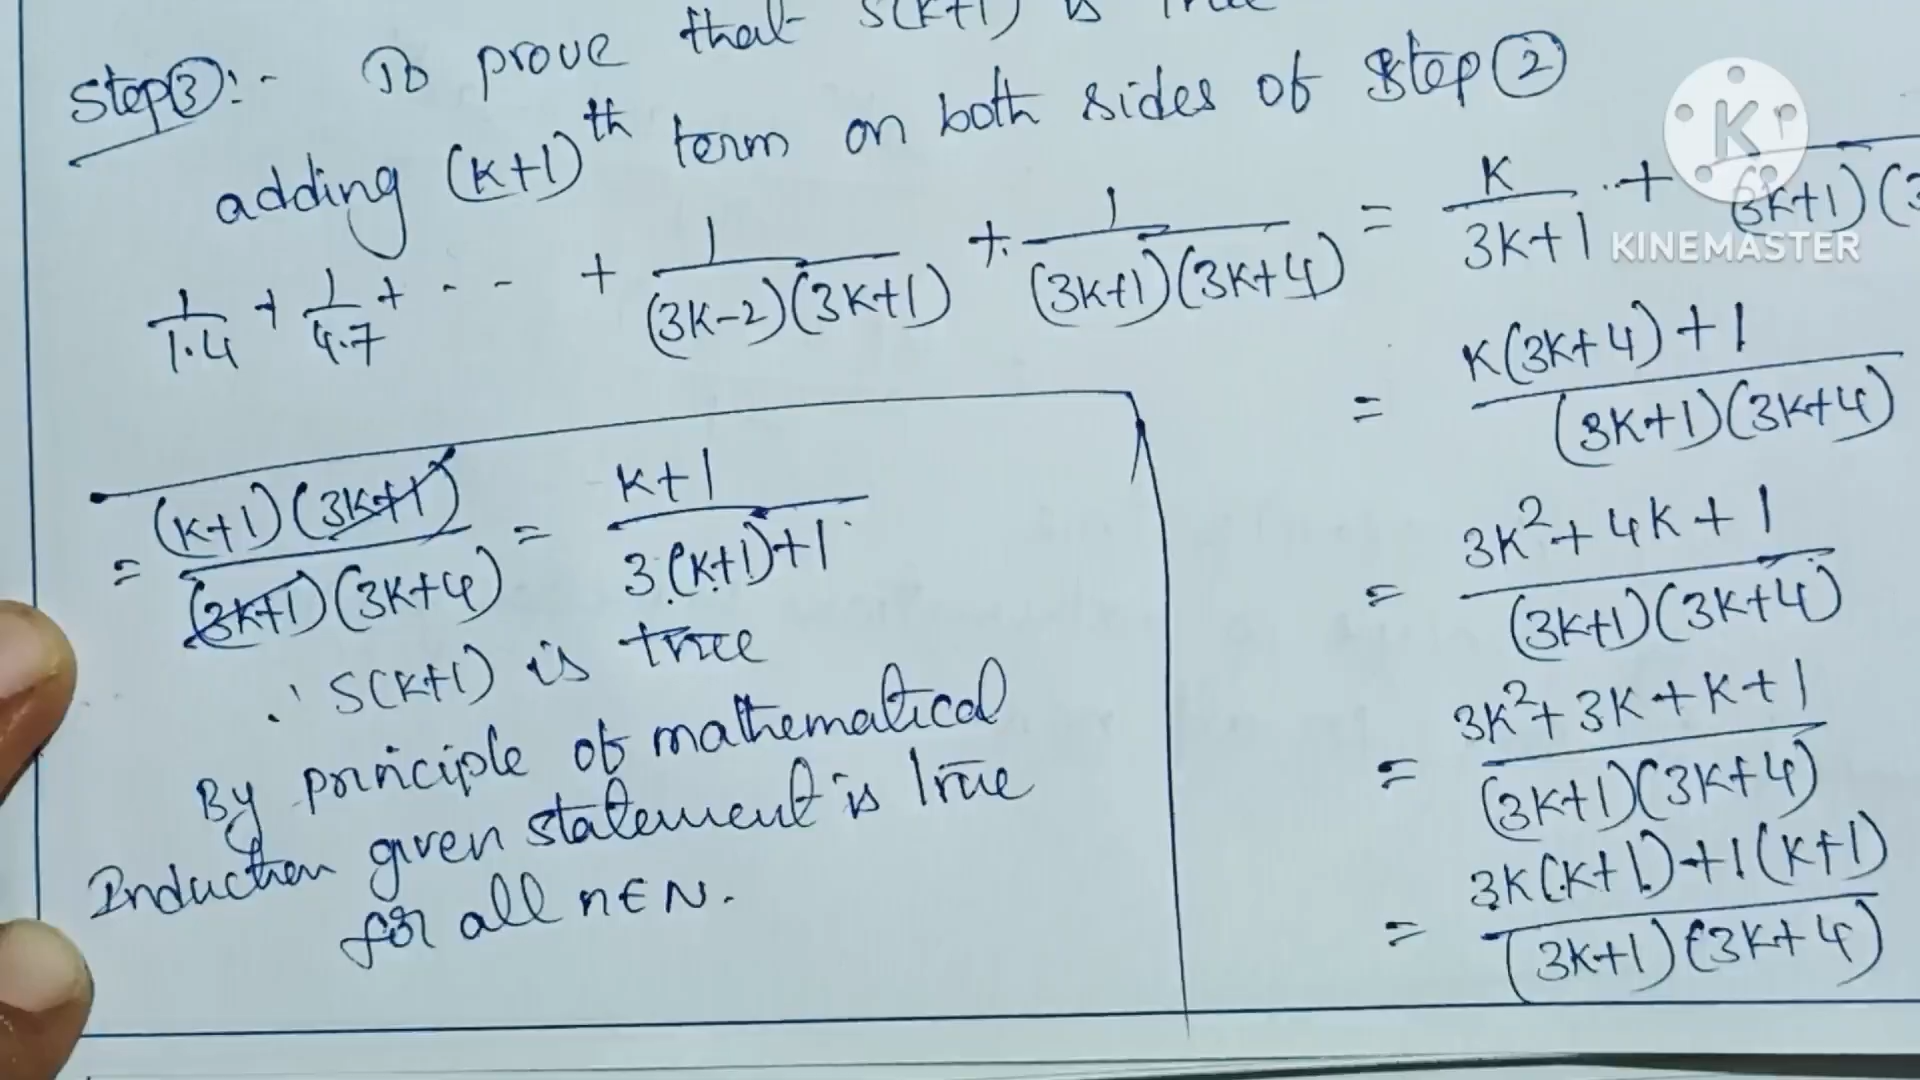 Step③:- To prove that S(K+1) is True
adding (K+1)th term on both sides of Step ②
1/1.4 + 1/4.7 + - - + 1/(3K-2)(3K+1) + 1/(3K+1)(3K+4) = K/3K+1 + (3K+1)(3
= K(3K+4)+1/(3K+1)(3K+4)
= 3K²+4K+1/(3K+1)(3K+4)
= 3K²+3K+K+1/(3K+1)(3K+4)
= 3K(K+1)+1(K+1)/(3K+1)(3K+4)
= (K+1)(3K+1)/(3K+1)(3K+4) = K+1/3.(K+1)+1
∴ S(K+1) is true
By principle of mathematical
Induction given statement is True
for all n∈N.
K
KINEMASTER